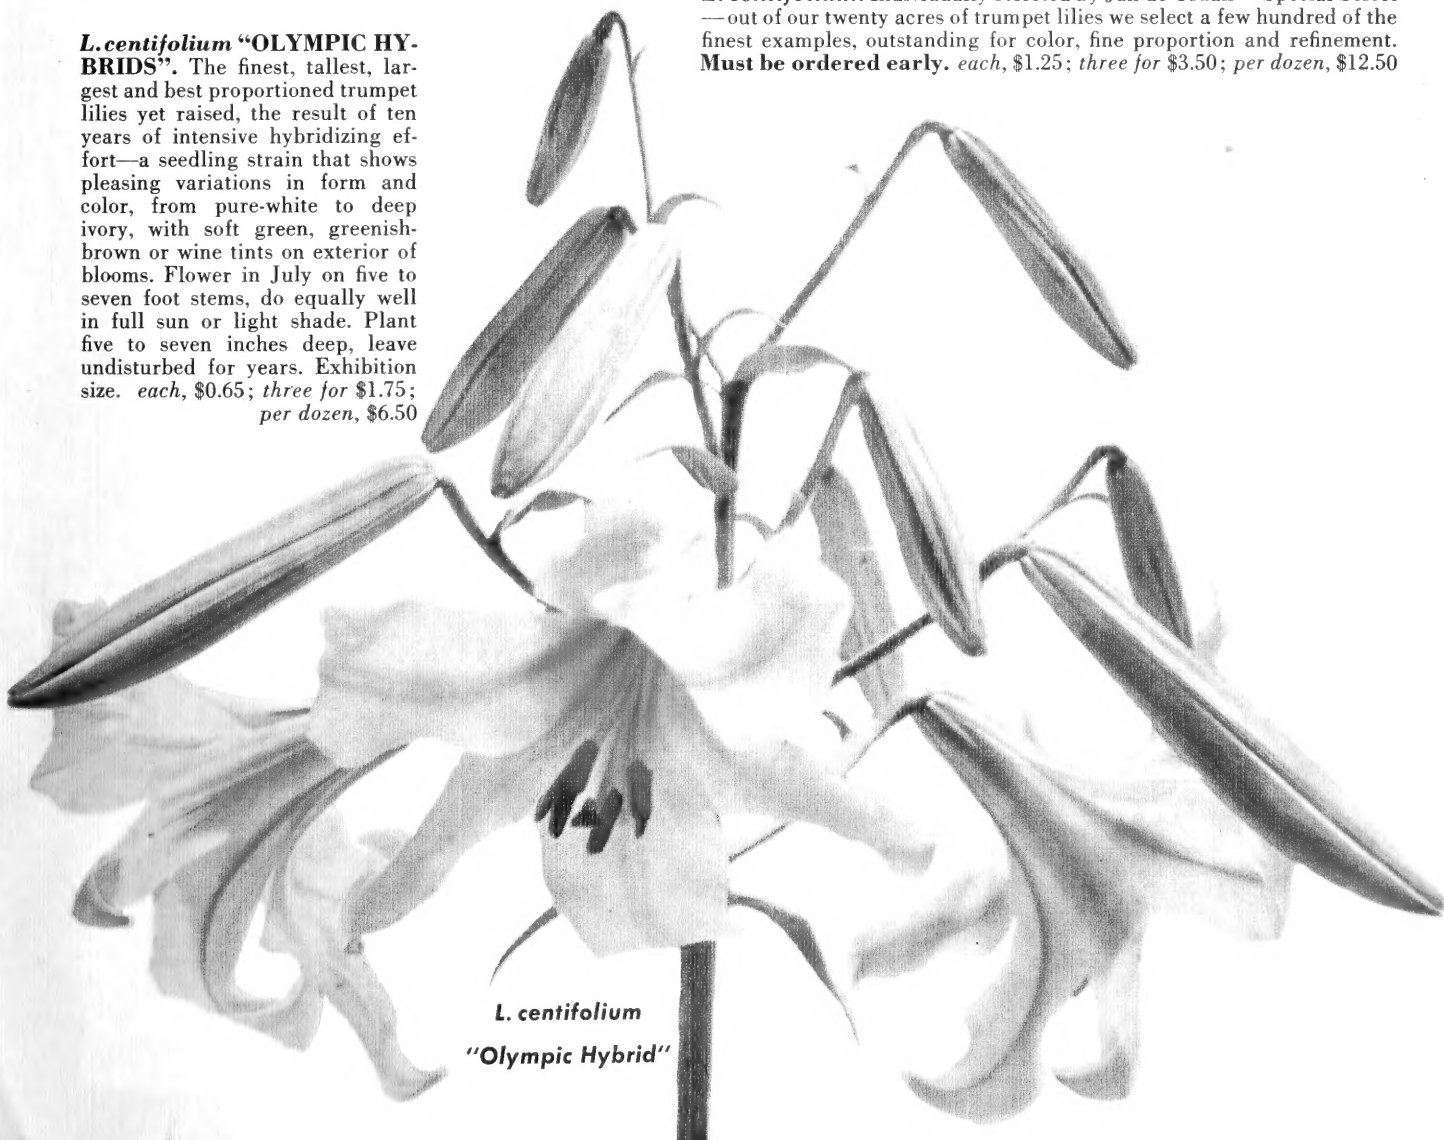 L. centifolium “OLYMPIC HY-
BRIDS”. The finest, tallest, lar-
gest and best proportioned trumpet
lilies yet raised, the result of ten
years of intensive hybridizing ef-
fort—a seedling strain that shows
pleasing variations in form and
color, from pure-white to deep
ivory, with soft green, greenish-
brown or wine tints on exterior of
blooms. Flower in July on five to
seven foot stems, do equally well
in full sun or light shade. Plant
five to seven inches deep, leave
undisturbed for years. Exhibition
size. each, $0.65; three for $1.75;
per dozen, $6.50
—out of our twenty acres of trumpet lilies we select a few hundred of the
finest examples, outstanding for color, fine proportion and refinement.
Must be ordered early. each, $1.25; three for $3.50; per dozen, $12.50
L. centifolium
"Olympic Hybrid"